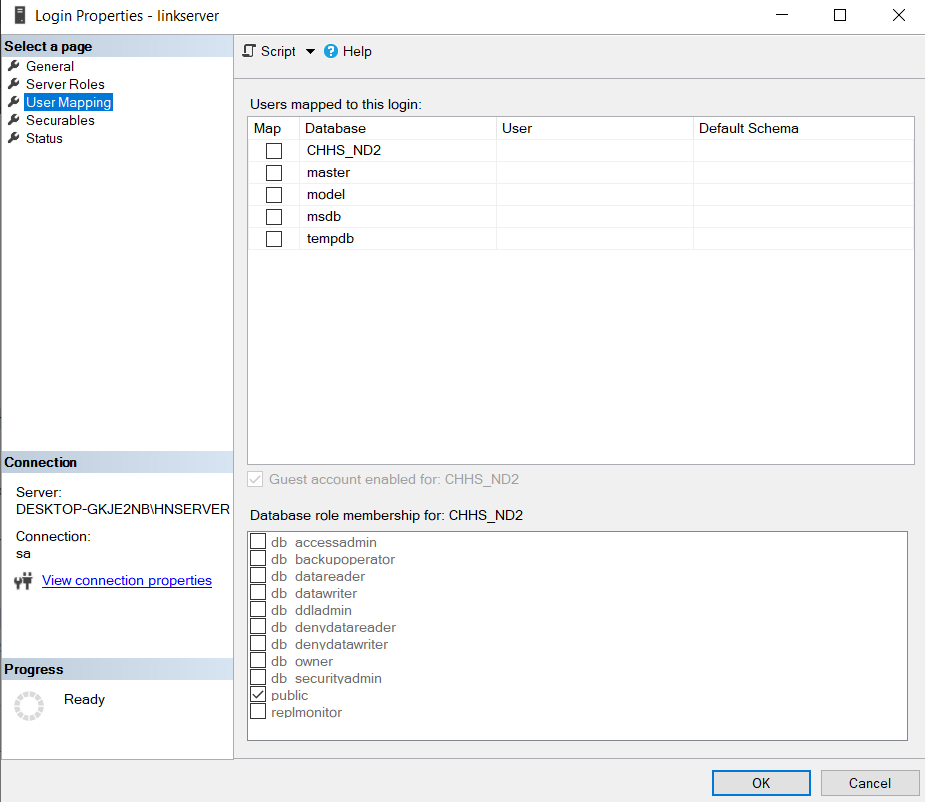 Login Properties - linkserver
Select a page
General
Server Roles
User Mapping
Securables
Status
Connection
Server:
DESKTOP-GKJE2NB\HNSERVER
Connection:
sa
View connection properties
Progress
Ready
Script Help
Users mapped to this login:
Map Database User Default Schema
CHHS_ND2
master
model
msdb
tempdb
Guest account enabled for: CHHS_ND2
Database role membership for: CHHS_ND2
db_accessadmin
db_backupoperator
db_datareader
db_datawriter
db_ddladmin
db_denydatareader
db_denydatawriter
db_owner
db_securityadmin
public
replmonitor
OK Cancel